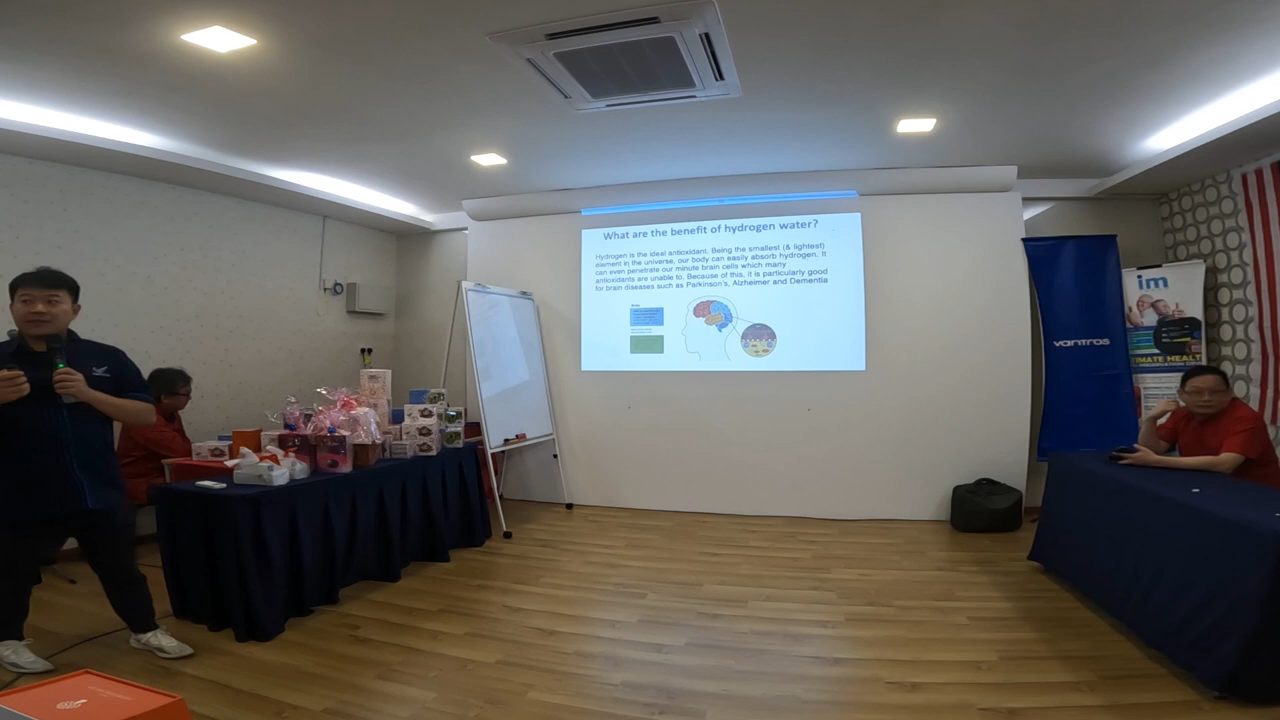 What are the benefit of hydrogen water?
Hydrogen is the ideal antioxidant. Being the smallest (& lightest)
element in the universe, our body can easily absorb hydrogen. It
can even penetrate our minute brain cells which many
antioxidants are unable to. Because of this, it is particularly good
for brain diseases such as Parkinson's, Alzheimer and Dementia
vantros
im
TIMATE HEALT